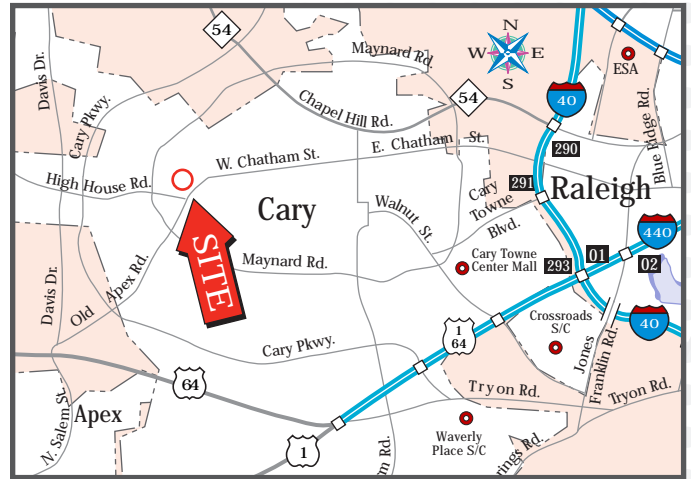 N
W E
S
54
Maynard Rd.
Davis Dr.
Cary Pkwy.
Chapel Hill Rd.
54
ESA
40
Blue Ridge Rd.
290
E. Chatham St.
W. Chatham St.
High House Rd.
291
Raleigh
Cary
Towne
Blvd.
Cary
Walnut St.
440
SITE
Maynard Rd.
Cary Towne
Center Mall
293
01
02
Davis Dr.
Old Apex Rd.
Crossroads
S/C
40
1
64
Cary Pkwy.
Jones
Franklin Rd.
64
Tryon Rd.
Tryon Rd.
N. Salem St.
Apex
Waverly
Place S/C
1
nn Rd.
rings Rd.